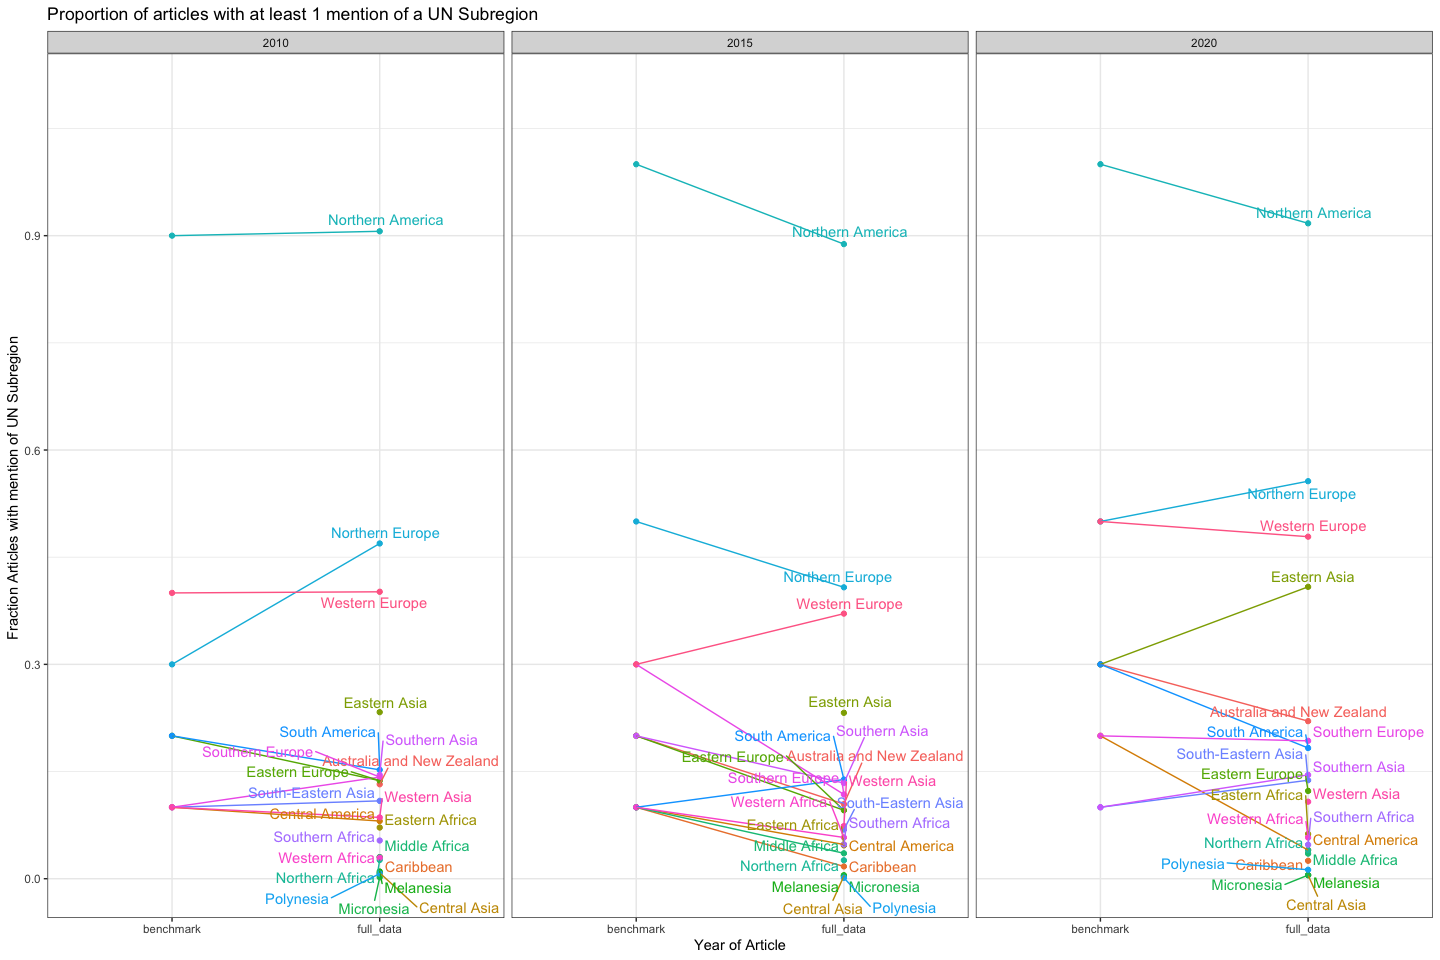 Proportion of articles with at least 1 mention of a UN Subregion
2010
2015
2020
Fraction Articles with mention of UN Subregion
0.9
0.6
0.3
0.0
Northern America
Northern Europe
Western Europe
Eastern Asia
South America
Southern Asia
Southern Europe
Australia and New Zealand
Eastern Europe
South-Eastern Asia
Western Asia
Central America
Eastern Africa
Southern Africa
Middle Africa
Western Africa
Caribbean
Northern Africa
Melanesia
Polynesia
Micronesia
Central Asia
Northern America
Northern Europe
Western Europe
Eastern Asia
Southern Asia
South America
Eastern Europe
Australia and New Zealand
Southern Europe
Western Asia
Western Africa
South-Eastern Asia
Eastern Africa
Southern Africa
Middle Africa
Central America
Northern Africa
Caribbean
Melanesia
Micronesia
Central Asia
Polynesia
Northern America
Northern Europe
Western Europe
Eastern Asia
Australia and New Zealand
South America
Southern Europe
South-Eastern Asia
Southern Asia
Eastern Europe
Eastern Africa
Western Asia
Western Africa
Southern Africa
Northern Africa
Central America
Polynesia
Caribbean
Middle Africa
Micronesia
Melanesia
Central Asia
benchmark
full_data
benchmark
full_data
benchmark
full_data
Year of Article